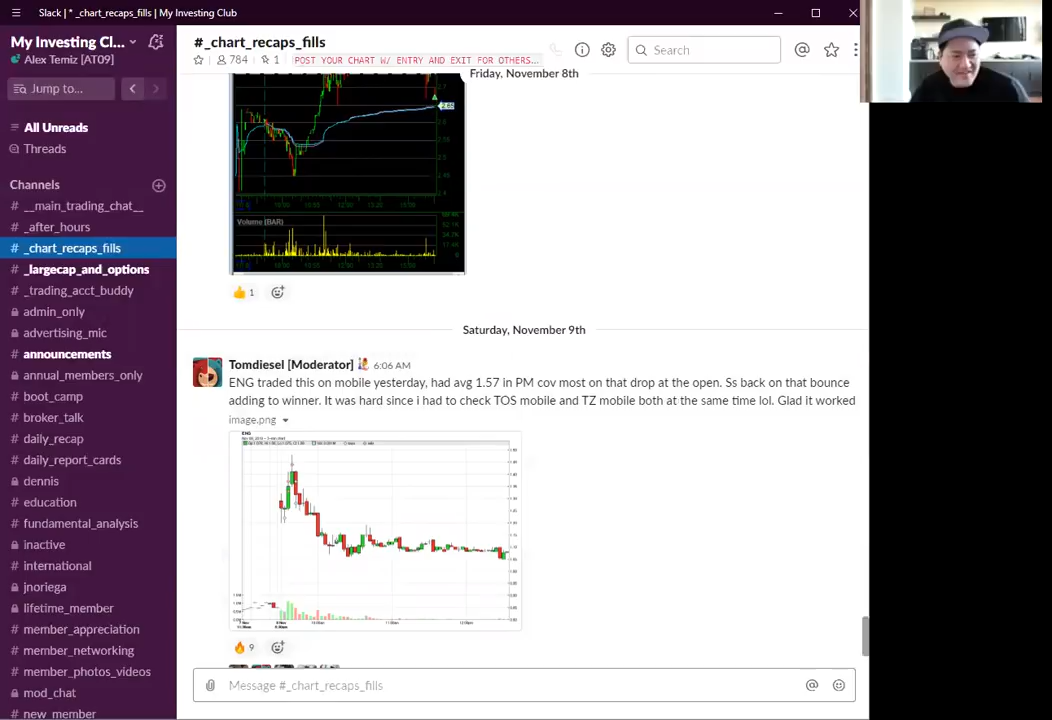 Slack | * _chart_recaps_fills | My Investing Club
My Investing Cl...
Alex Temiz [AT09]
Jump to...
All Unreads
Threads
Channels
# __main_trading_chat__
# _after_hours
# _chart_recaps_fills
# _largecap_and_options
# _trading_acct_buddy
admin_only
advertising_mic
announcements
annual_members_only
# boot_camp
# broker_talk
# daily_recap
# daily_report_cards
dennis
# education
# fundamental_analysis
inactive
# international
jnoriega
lifetime_member
# member_appreciation
# member_networking
# member_photos_videos
mod_chat
# new_member
#_chart_recaps_fills
784
1
POST YOUR CHART W/ ENTRY AND EXIT FOR OTHERS...
Search
Friday, November 8th
Volume (BAR)
1
Saturday, November 9th
Tomdiesel [Moderator] 6:06 AM
ENG traded this on mobile yesterday, had avg 1.57 in PM cov most on that drop at the open. Ss back on that bounce
adding to winner. It was hard since i had to check TOS mobile and TZ mobile both at the same time lol. Glad it worked
image.png
ENG
9
Message #_chart_recaps_fills